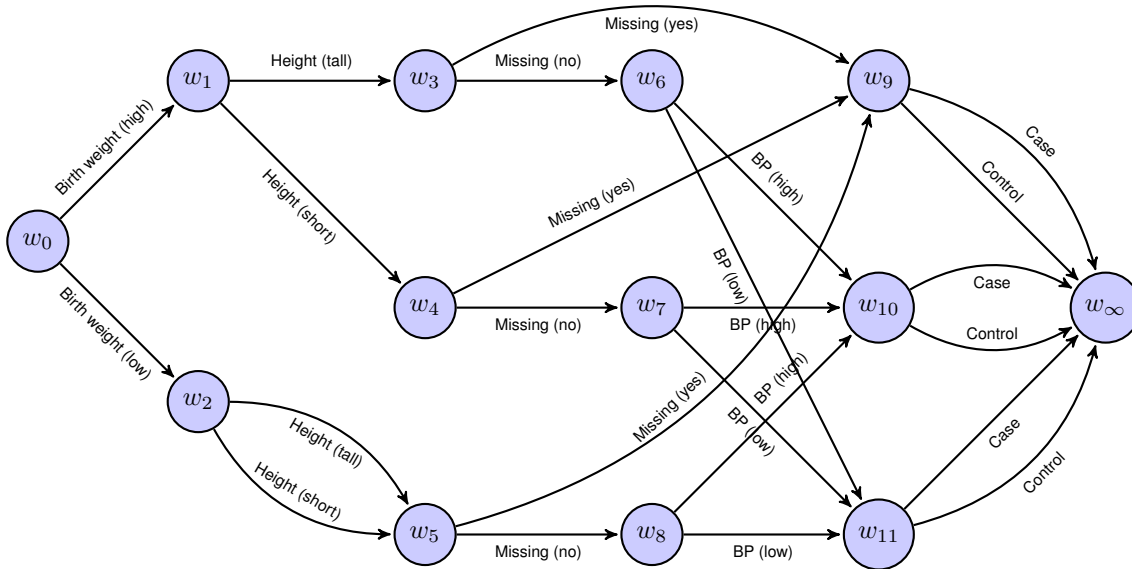 Missing (yes)
w₁
Height (tall)
w₃
Missing (no)
w₆
w₉
Birth weight (high)
Height (short)
Missing (yes)
BP (high)
Case
Control
w₀
BP (low)
Birth weight (low)
w₄
Missing (no)
w₇
BP (high)
w₁₀
Case
Control
w∞
w₂
Height (tall)
Height (short)
Missing (yes)
BP (high)
BP (low)
Case
Control
w₅
Missing (no)
w₈
BP (low)
w₁₁